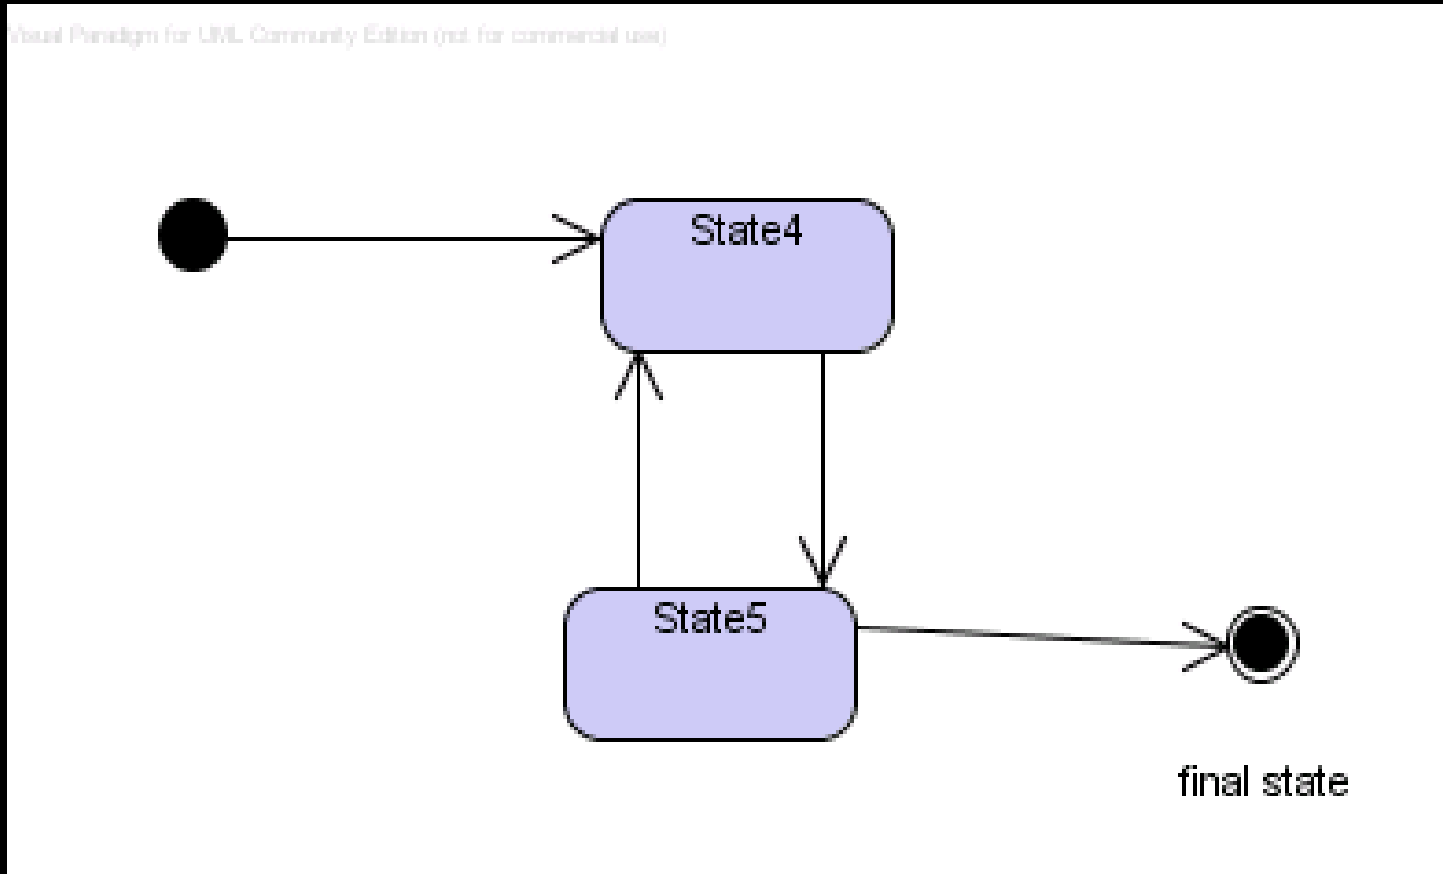 Visual Paradigm for UML Community Edition (not for commercial use)
State4
State5
final state